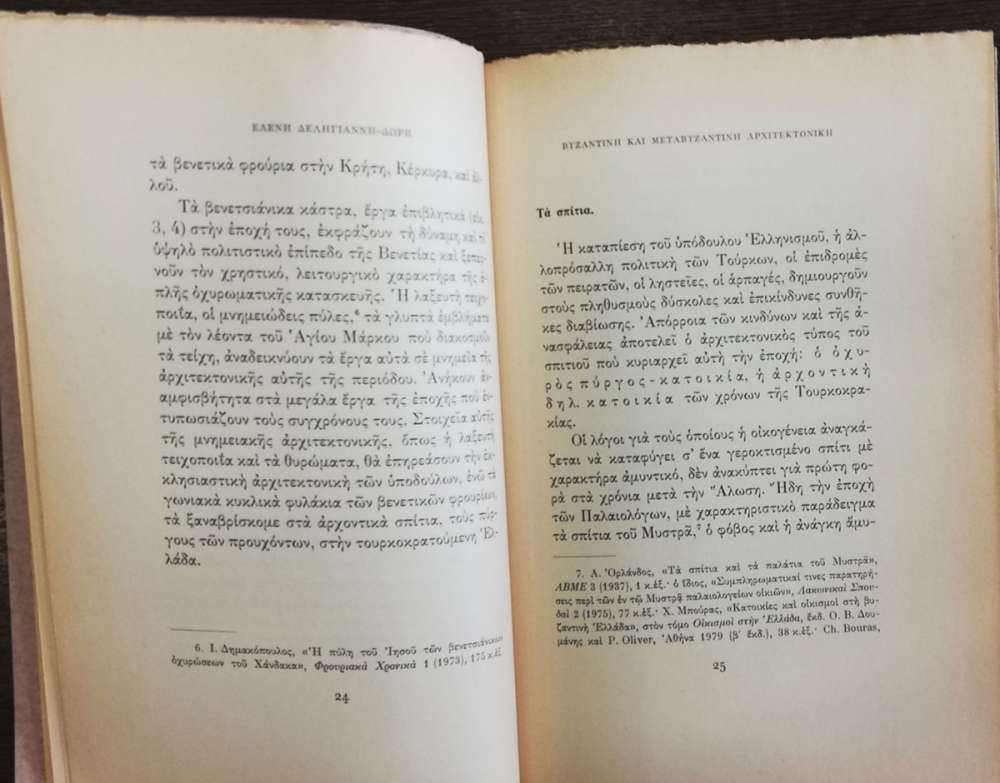 ΕΛΕΝΗ ΔΕΛΗΓΙΑΝΝΗ-ΔΩΡΗ
τὰ βενετικὰ φρούρια στὴν Κρήτη, Κέρκυρα, καὶ ἀλ-
λοῦ.
Τὰ βενετσιάνικα κάστρα, ἔργα ἐπιβλητικὰ (εἰκ.
3, 4) στὴν ἐποχή τους, ἐκφράζουν τὴ δύναμη καὶ τὸ
ὑψηλὸ πολιτιστικὸ ἐπίπεδο τῆς Βενετίας καὶ ξεπερ-
νοῦν τὸν χρηστικό, λειτουργικὸ χαρακτήρα τῆς ἁ-
πλῆς ὀχυρωματικῆς κατασκευῆς. Ἡ λαξευτὴ τειχο-
ποιΐα, οἱ μνημειώδεις πύλες,⁶ τὰ γλυπτὰ ἐμβλήματα
μὲ τὸν λέοντα τοῦ Ἁγίου Μάρκου ποὺ διακοσμοῦν
τὰ τείχη, ἀναδεικνύουν τὰ ἔργα αὐτὰ σὲ μνημεῖα τῆς
ἀρχιτεκτονικῆς αὐτῆς τῆς περιόδου. Ἀνήκουν ἀν-
αμφισβήτητα στὰ μεγάλα ἔργα τῆς ἐποχῆς ποὺ ἐν-
τυπωσιάζουν τοὺς συγχρόνους τους. Στοιχεῖα αὐτῆς
τῆς μνημειακῆς ἀρχιτεκτονικῆς, ὅπως ἡ λαξευτὴ
τειχοποιΐα καὶ τὰ θυρώματα, θὰ ἐπηρεάσουν τὴν ἐκ-
κλησιαστικὴ ἀρχιτεκτονικὴ τῶν ὑποδούλων, ἐνῶ τὰ
γωνιακὰ κυκλικὰ φυλάκια τῶν βενετικῶν φρουρίων,
τὰ ξαναβρίσκομε στὰ ἀρχοντικὰ σπίτια, τοὺς πύρ-
γους τῶν προυχόντων, στὴν τουρκοκρατούμενη Ἑλ-
λάδα.
6. Ι. Δημακόπουλος, «Ἡ πύλη τοῦ Ἰησοῦ τῶν βενετσιάνικων
ὀχυρώσεων τοῦ Χάνδακα», Φρουριακὰ Χρονικὰ 1 (1973), 175 κ.ἑξ.
24
ΒΥΖΑΝΤΙΝΗ ΚΑΙ ΜΕΤΑΒΥΖΑΝΤΙΝΗ ΑΡΧΙΤΕΚΤΟΝΙΚΗ
Τὰ σπίτια.
Ἡ καταπίεση τοῦ ὑπόδουλου Ἑλληνισμοῦ, ἡ ἀλ-
λοπρόσαλλη πολιτικὴ τῶν Τούρκων, οἱ ἐπιδρομὲς
τῶν πειρατῶν, οἱ ληστεῖες, οἱ ἁρπαγές, δημιουργοῦν
στοὺς πληθυσμοὺς δύσκολες καὶ ἐπικίνδυνες συνθῆ-
κες διαβίωσης. Ἀπόρροια τῶν κινδύνων καὶ τῆς ἀ-
νασφάλειας ἀποτελεῖ ὁ ἀρχιτεκτονικὸς τύπος τοῦ
σπιτιοῦ ποὺ κυριαρχεῖ αὐτὴ τὴν ἐποχή: ὁ ὀχυ-
ρὸς πύργος-κατοικία, ἡ ἀρχοντικὴ
δηλ. κατοικία τῶν χρόνων τῆς Τουρκοκρα-
κίας.
Οἱ λόγοι γιὰ τοὺς ὁποίους ἡ οἰκογένεια ἀναγκά-
ζεται νὰ καταφύγει σ' ἕνα γεροκτισμένο σπίτι μὲ
χαρακτήρα ἀμυντικό, δὲν ἀνακύπτει γιὰ πρώτη φο-
ρὰ στὰ χρόνια μετὰ τὴν Ἅλωση. Ἤδη τὴν ἐποχὴ
τῶν Παλαιολόγων, μὲ χαρακτηριστικὸ παράδειγμα
τὰ σπίτια τοῦ Μυστρᾶ,⁷ ὁ φόβος καὶ ἡ ἀνάγκη ἄμυ-
7. Α. Ὀρλάνδος, «Τὰ σπίτια καὶ τὰ παλάτια τοῦ Μυστρᾶ»,
ΑΒΜΕ 3 (1937), 1 κ.ἑξ.· ὁ ἴδιος, «Συμπληρωματικαί τινες παρατηρή-
σεις περὶ τῶν ἐν τῷ Μυστρᾷ παλαιολογείων οἰκιῶν», Λακωνικαὶ Σπου-
δαὶ 2 (1975), 77 κ.ἑξ.· Χ. Μπούρας, «Κατοικίες καὶ οἰκισμοὶ στὴ βυ-
ζαντινὴ Ἑλλάδα», στὸν τόμο Οἰκισμοὶ στὴν Ἑλλάδα, ἔκδ. Ο. Β. Δου-
μάνης καὶ P. Oliver, Ἀθήνα 1979 (β' ἔκδ.), 38 κ.ἑξ.· Ch. Bouras,
25